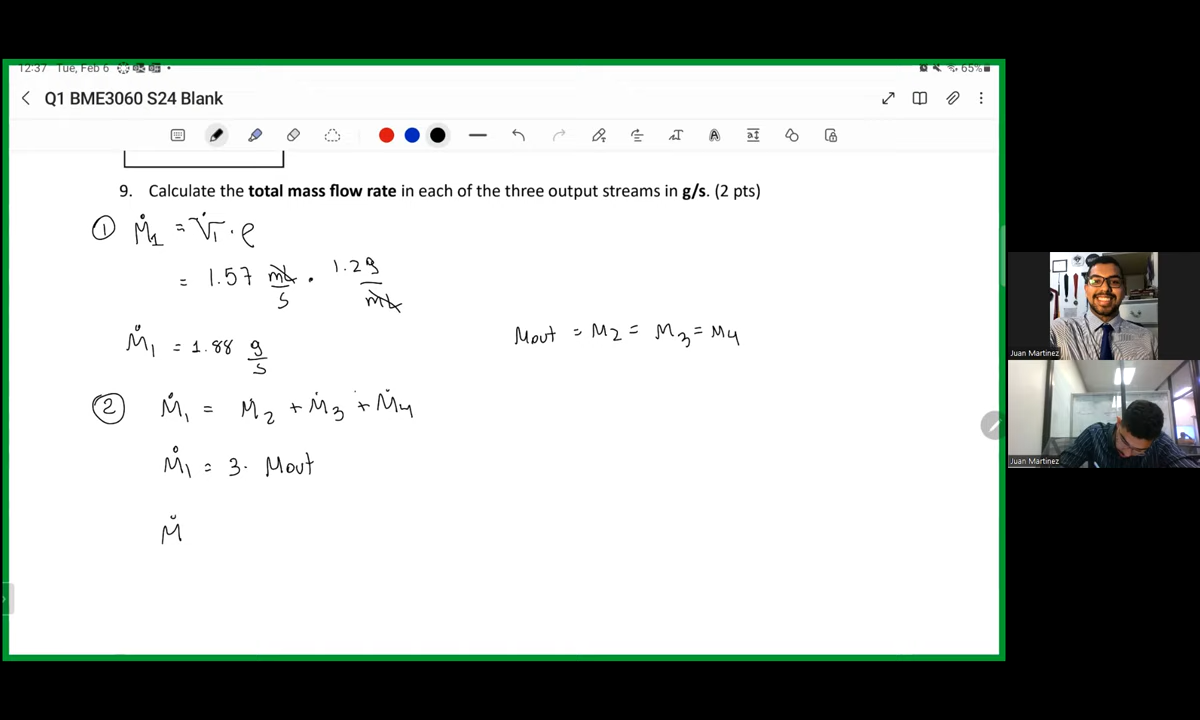 12:37 Tue, Feb 6
65%
Q1 BME3060 S24 Blank
9. Calculate the total mass flow rate in each of the three output streams in g/s. (2 pts)
① Ṁ1 = V̇1 · ρ
= 1.57 mL/s · 1.2g/mL
Ṁ1 = 1.88 g/s
Mout = M2 = M3 = M4
② Ṁ1 = M2 + Ṁ3 + Ṁ4
Ṁ1 = 3 · Mout
Ṁ
Juan Martinez
Juan Martinez